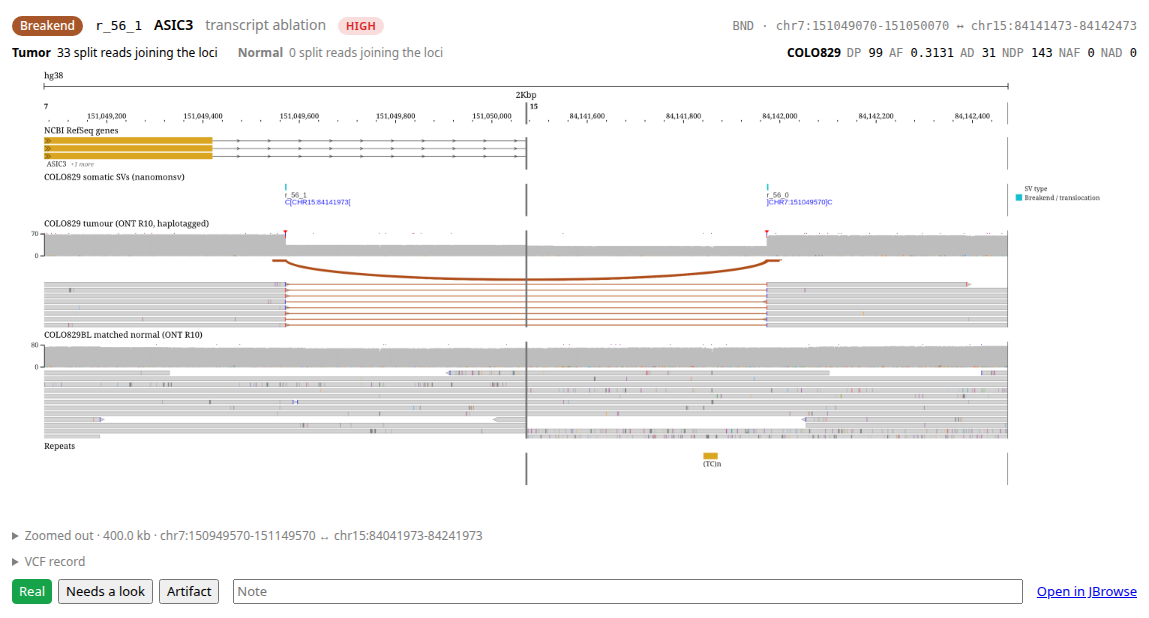 Breakend r_56_1 ASIC3 transcript ablation HIGH BND · chr7:151049070-151050070 ↔ chr15:84141473-84142473
Tumor 33 split reads joining the loci Normal 0 split reads joining the loci COLO829 DP 99 AF 0.3131 AD 31 NDP 143 NAF 0 NAD 0
hg38
2Kbp
7 15
151,049,200 151,049,400 151,049,600 151,049,800 151,050,000 84,141,600 84,141,800 84,142,000 84,142,200 84,142,400
NCBI RefSeq genes
ASIC3 +1 more
COLO829 somatic SVs (nanomonsv)
SV type
r_56_1 r_56_0 Breakend / translocation
C[CHR15:84141973[ ]CHR7:151049570]C
COLO829 tumour (ONT R10, haplotagged)
70
0
COLO829BL matched normal (ONT R10)
80
0
Repeats
(TC)n
Zoomed out · 400.0 kb · chr7:150949570-151149570 ↔ chr15:84041973-84241973
VCF record
Real Needs a look Artifact Note Open in JBrowse